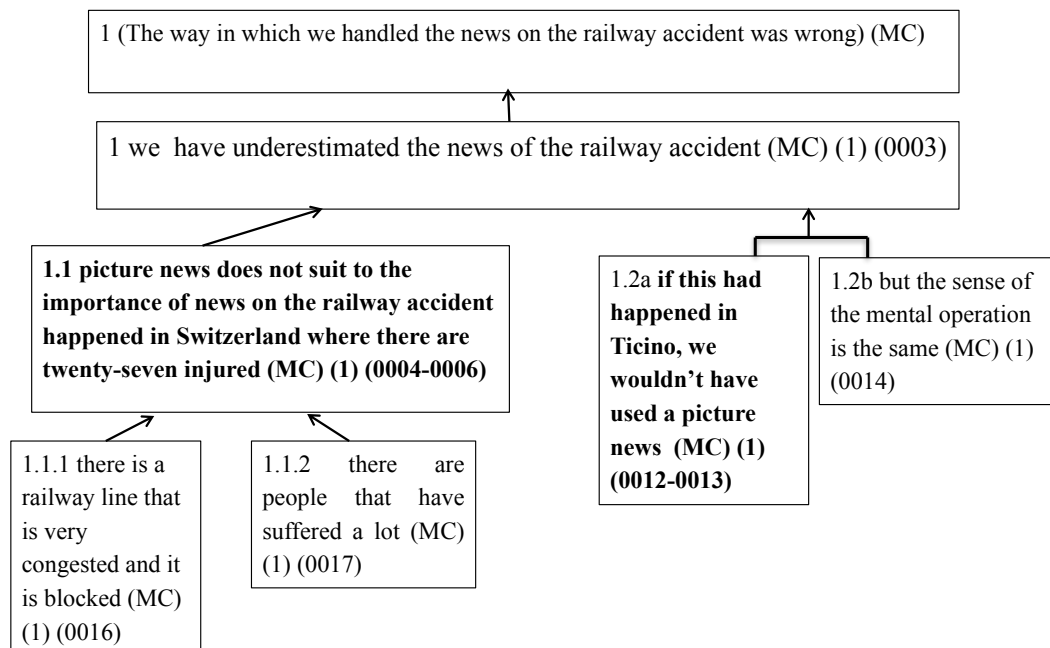 1 (The way in which we handled the news on the railway accident was wrong) (MC)
1 we have underestimated the news of the railway accident (MC) (1) (0003)
1.1 picture news does not suit to the
importance of news on the railway accident
happened in Switzerland where there are
twenty-seven injured (MC) (1) (0004-0006)
1.2a if this had
happened in
Ticino, we
wouldn’t have
used a picture
news (MC) (1)
(0012-0013)
1.2b but the sense of
the mental operation
is the same (MC) (1)
(0014)
1.1.1 there is a
railway line that
is very
congested and it
is blocked (MC)
(1) (0016)
1.1.2 there are
people that have
suffered a lot (MC)
(1) (0017)